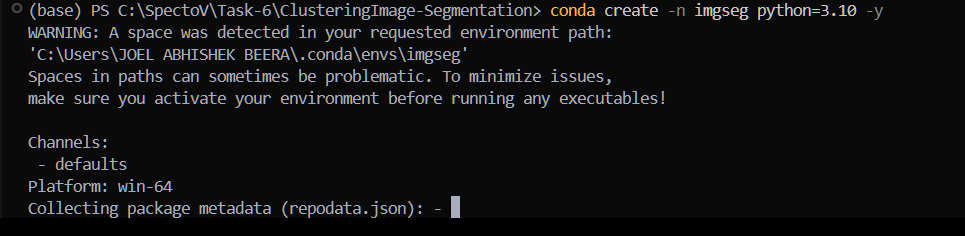 (base) PS C:\SpectoV\Task-6\ClusteringImage-Segmentation> conda create -n imgseg python=3.10 -y
WARNING: A space was detected in your requested environment path:
'C:\Users\JOEL ABHISHEK BEERA\.conda\envs\imgseg'
Spaces in paths can sometimes be problematic. To minimize issues,
make sure you activate your environment before running any executables!
Channels:
 - defaults
Platform: win-64
Collecting package metadata (repodata.json): -